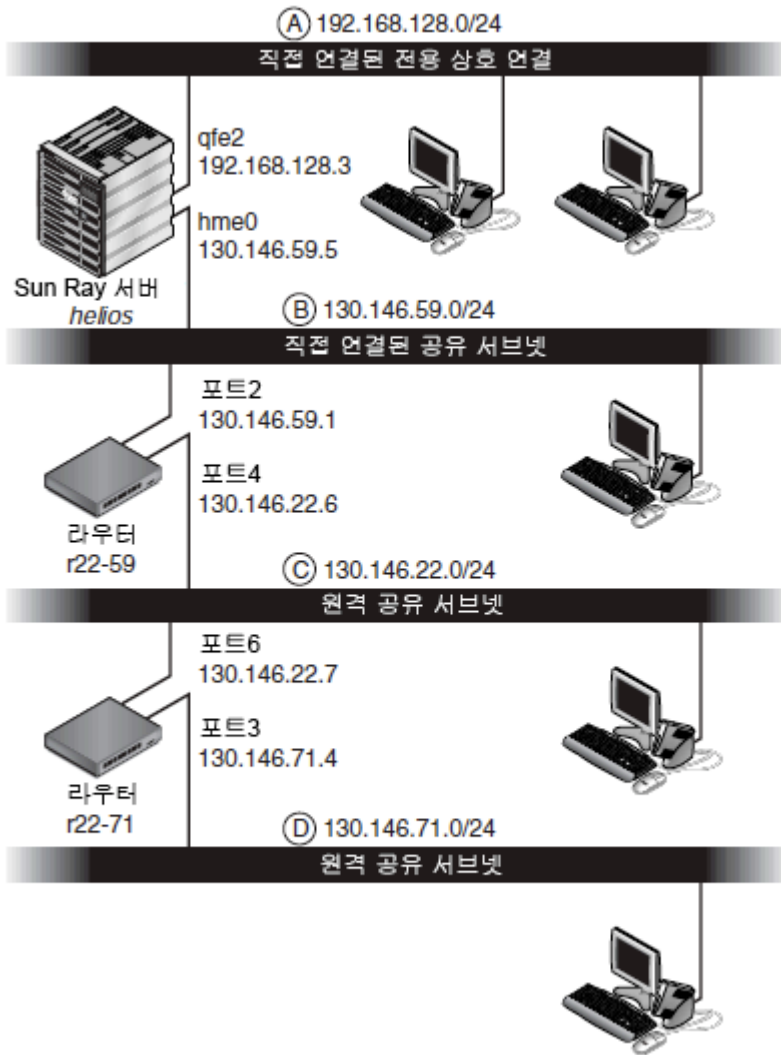 Ⓐ 192.168.128.0/24
직접 연결된 전용 상호 연결
qfe2
192.168.128.3
hme0
130.146.59.5
Sun Ray 서버
helios
Ⓑ 130.146.59.0/24
직접 연결된 공유 서브넷
포트2
130.146.59.1
포트4
130.146.22.6
라우터
r22-59
Ⓒ 130.146.22.0/24
원격 공유 서브넷
포트6
130.146.22.7
포트3
130.146.71.4
라우터
r22-71
Ⓓ 130.146.71.0/24
원격 공유 서브넷